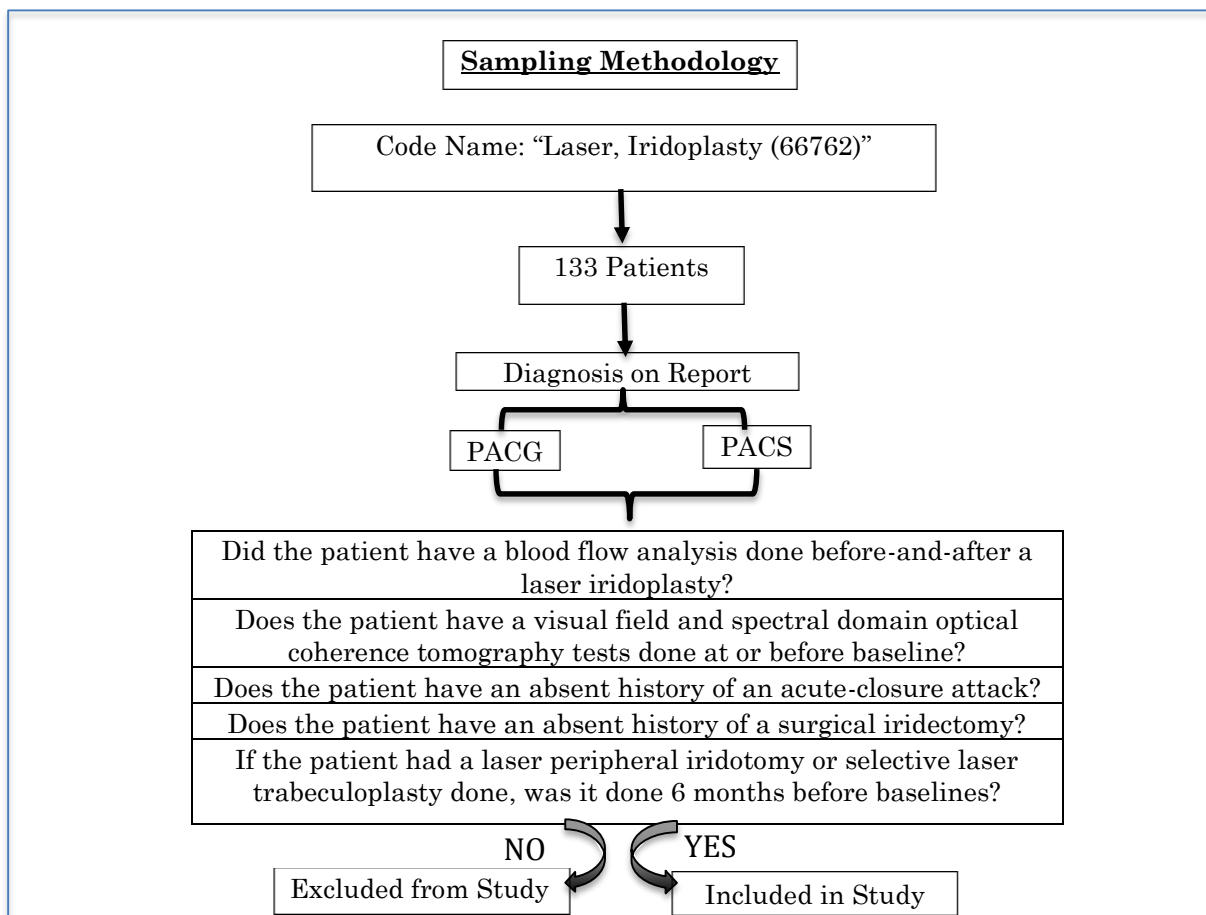 Sampling Methodology
Code Name: “Laser, Iridoplasty (66762)”
133 Patients
Diagnosis on Report
PACG
PACS
Did the patient have a blood flow analysis done before-and-after a
laser iridoplasty?
Does the patient have a visual field and spectral domain optical
coherence tomography tests done at or before baseline?
Does the patient have an absent history of an acute-closure attack?
Does the patient have an absent history of a surgical iridectomy?
If the patient had a laser peripheral iridotomy or selective laser
trabeculoplasty done, was it done 6 months before baselines?
NO
YES
Excluded from Study
Included in Study